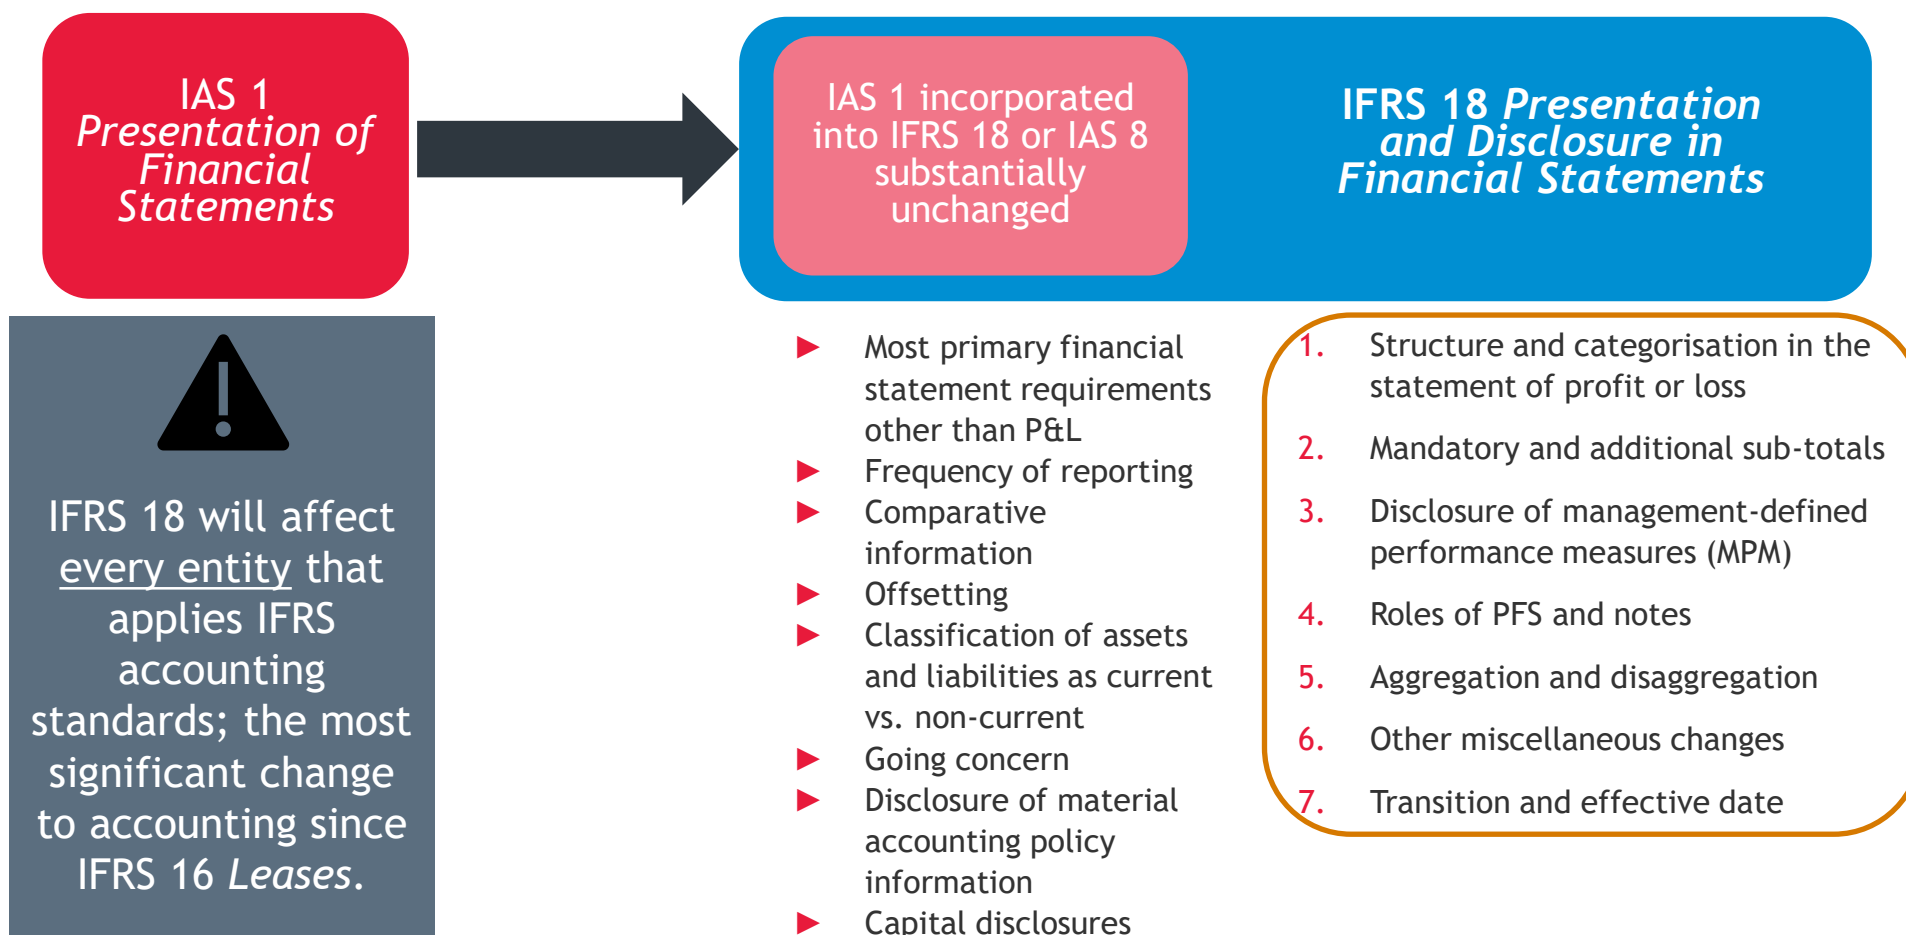 IAS 1
Presentation of
Financial
Statements
IAS 1 incorporated
into IFRS 18 or IAS 8
substantially
unchanged
IFRS 18 Presentation
and Disclosure in
Financial Statements
IFRS 18 will affect
every entity that
applies IFRS
accounting
standards; the most
significant change
to accounting since
IFRS 16 Leases.
► Most primary financial
statement requirements
other than P&L
► Frequency of reporting
► Comparative
information
► Offsetting
► Classification of assets
and liabilities as current
vs. non-current
► Going concern
► Disclosure of material
accounting policy
information
► Capital disclosures
1. Structure and categorisation in the
statement of profit or loss
2. Mandatory and additional sub-totals
3. Disclosure of management-defined
performance measures (MPM)
4. Roles of PFS and notes
5. Aggregation and disaggregation
6. Other miscellaneous changes
7. Transition and effective date